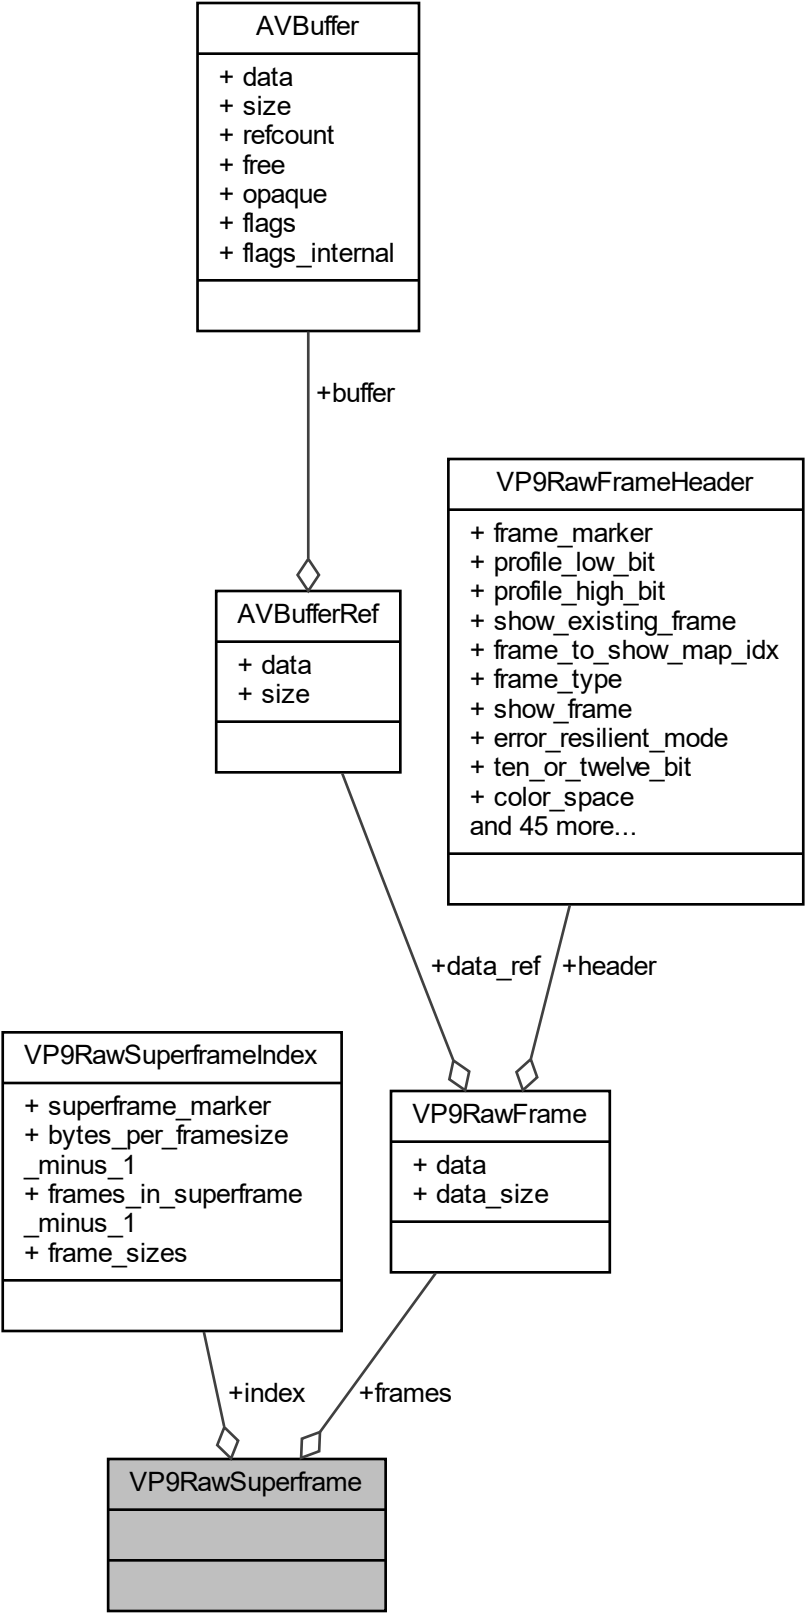 AVBuffer
+ data
+ size
+ refcount
+ free
+ opaque
+ flags
+ flags_internal
+buffer
VP9RawFrameHeader
+ frame_marker
+ profile_low_bit
+ profile_high_bit
+ show_existing_frame
+ frame_to_show_map_idx
+ frame_type
+ show_frame
+ error_resilient_mode
+ ten_or_twelve_bit
+ color_space
and 45 more...
AVBufferRef
+ data
+ size
+data_ref
+header
VP9RawSuperframeIndex
+ superframe_marker
+ bytes_per_framesize
_minus_1
+ frames_in_superframe
_minus_1
+ frame_sizes
VP9RawFrame
+ data
+ data_size
+index
+frames
VP9RawSuperframe